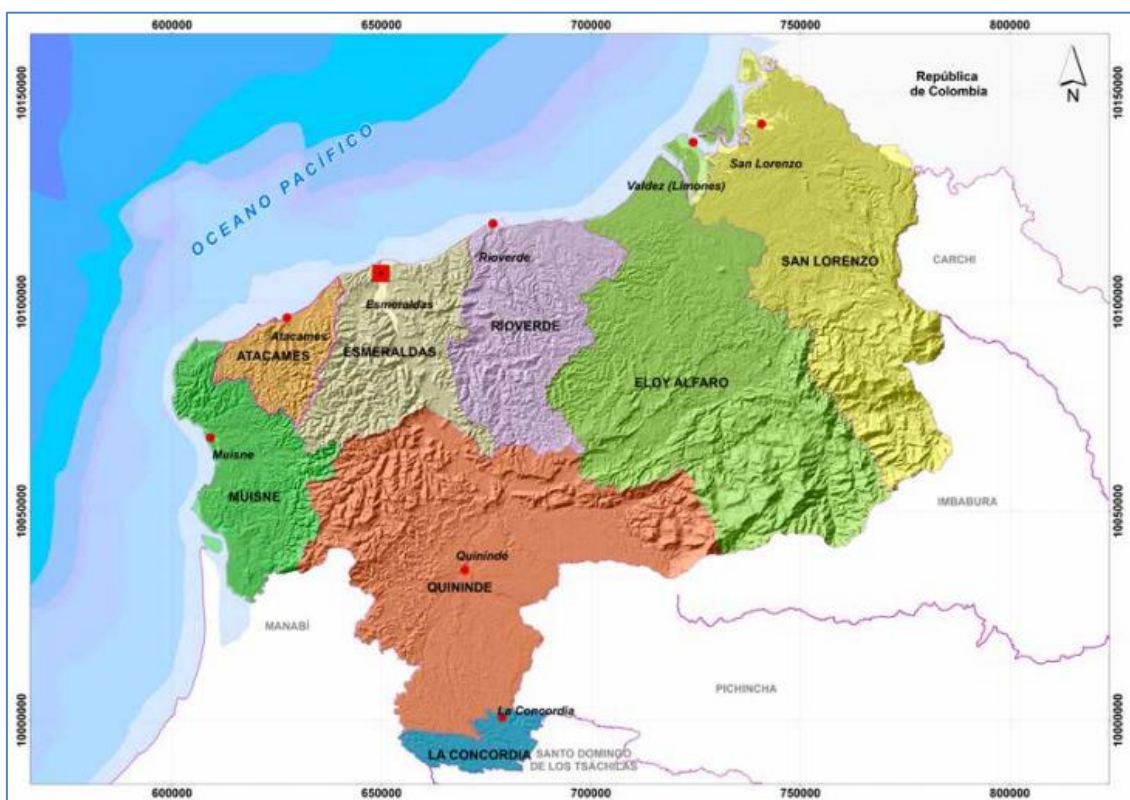 600000
650000
700000
750000
800000
10150000
10150000
República
de Colombia
N
OCEANO PACÍFICO
San Lorenzo
Valdez (Limones)
Rioverde
SAN LORENZO
CARCHI
Esmeraldas
10100000
10100000
Atacames
RIOVERDE
ATACAMES
ESMERALDAS
ELOY ALFARO
Muisne
MUISNE
IMBABURA
10050000
10050000
Quinindé
QUININDE
MANABÍ
PICHINCHA
La Concordia
10000000
10000000
LA CONCORDIA
SANTO DOMINGO
DE LOS TSÁCHILAS
600000
650000
700000
750000
800000